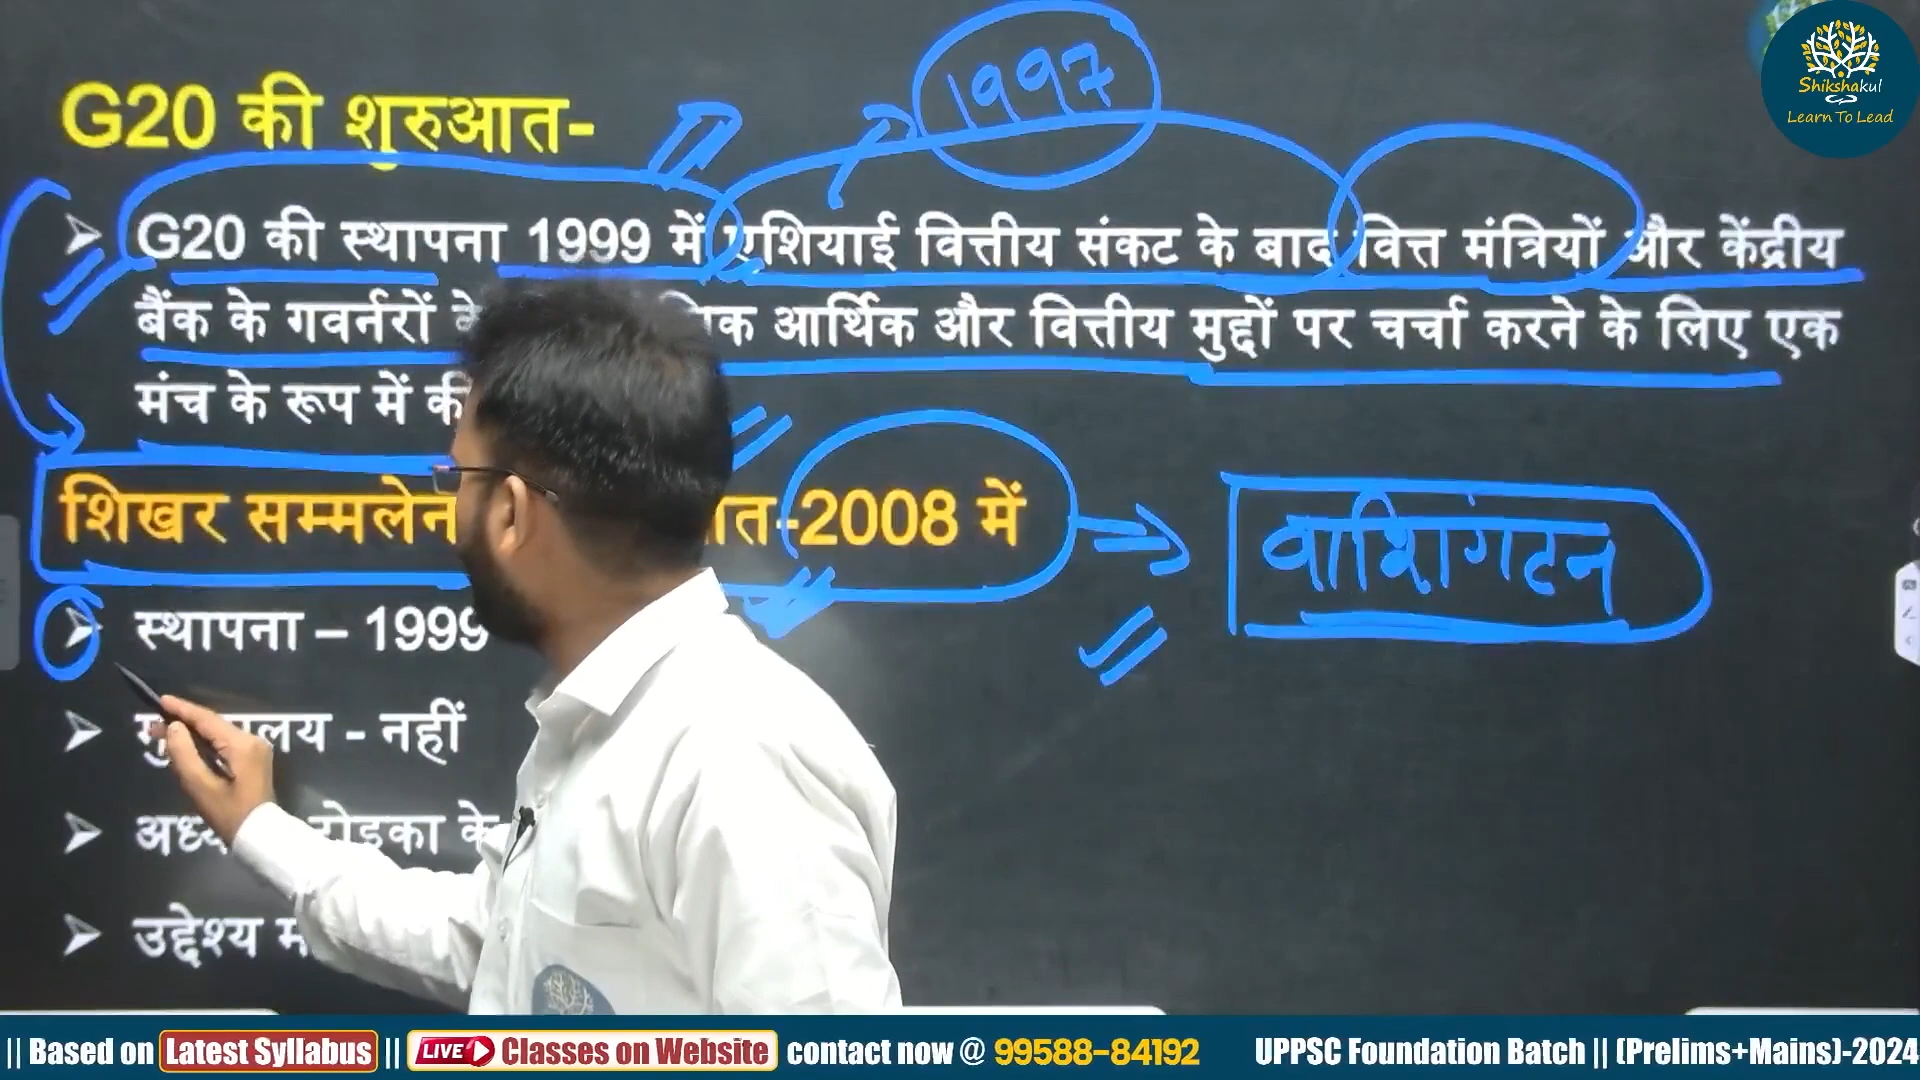 1997
Shikshakul
Learn To Lead
G20 की शुरुआत-
G20 की स्थापना 1999 में एशियाई वित्तीय संकट के बाद वित्त मंत्रियों और केंद्रीय
बैंक के गवर्नरों आर्थिक और वित्तीय मुद्दों पर चर्चा करने के लिए एक
मंच के रूप में
शिखर सम्मलेन -2008 में
वाशिंगटन
स्थापना – 1999
- नहीं
ट्रोइका के
उद्देश्य
|| Based on Latest Syllabus || LIVE Classes on Website contact now @ 99588-84192 UPPSC Foundation Batch || (Prelims+Mains)-2024